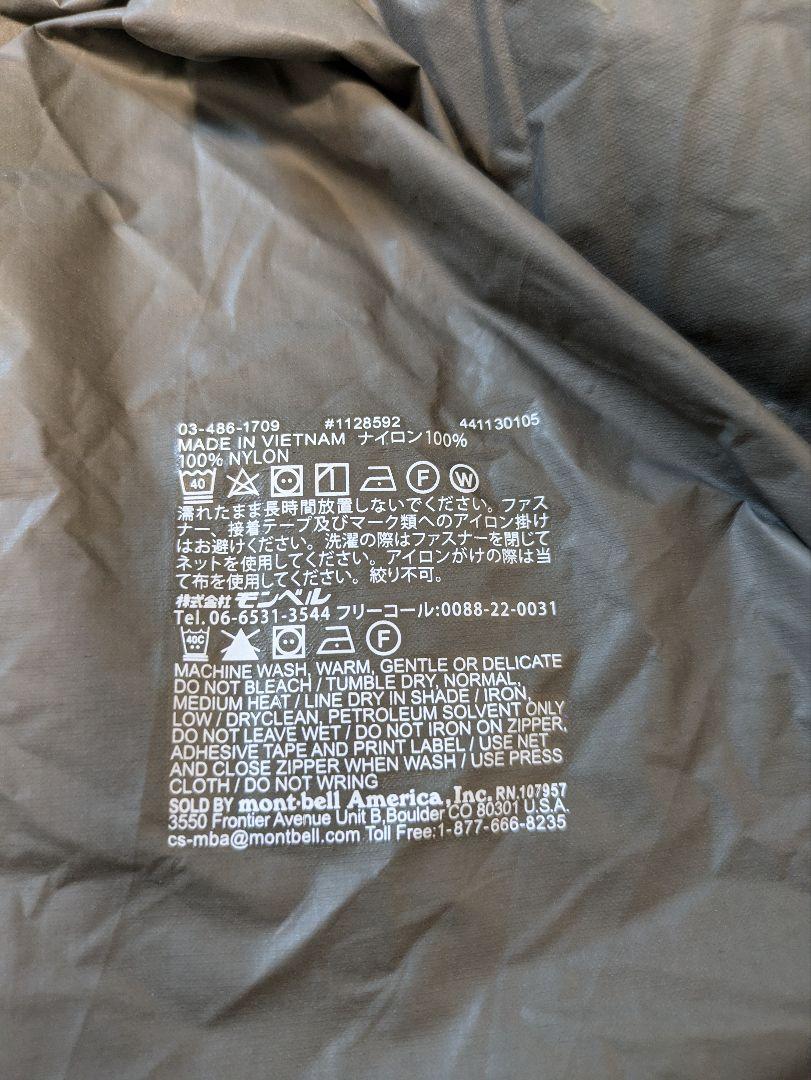 03-486-1709 #1128592 441130105
MADE IN VIETNAM ナイロン100%
100% NYLON
40 F W
濡れたまま長時間放置しないでください。ファス
ナー、接着テープ及びマーク類へのアイロン掛け
はお避けください。洗濯の際はファスナーを閉じて
ネットを使用してください。アイロンがけの際は当
て布を使用してください。絞り不可。
株式会社モンベル
Tel. 06-6531-3544 フリーコール:0088-22-0031
40C F
MACHINE WASH, WARM, GENTLE OR DELICATE
DO NOT BLEACH / TUMBLE DRY, NORMAL,
MEDIUM HEAT / LINE DRY IN SHADE / IRON,
LOW / DRYCLEAN, PETROLEUM SOLVENT ONLY
DO NOT LEAVE WET / DO NOT IRON ON ZIPPER,
ADHESIVE TAPE AND PRINT LABEL / USE NET
AND CLOSE ZIPPER WHEN WASH / USE PRESS
CLOTH / DO NOT WRING
SOLD BY mont-bell America, Inc. RN.107957
3550 Frontier Avenue Unit B,Boulder CO 80301 U.S.A.
cs-mba@montbell.com Toll Free:1-877-666-8235